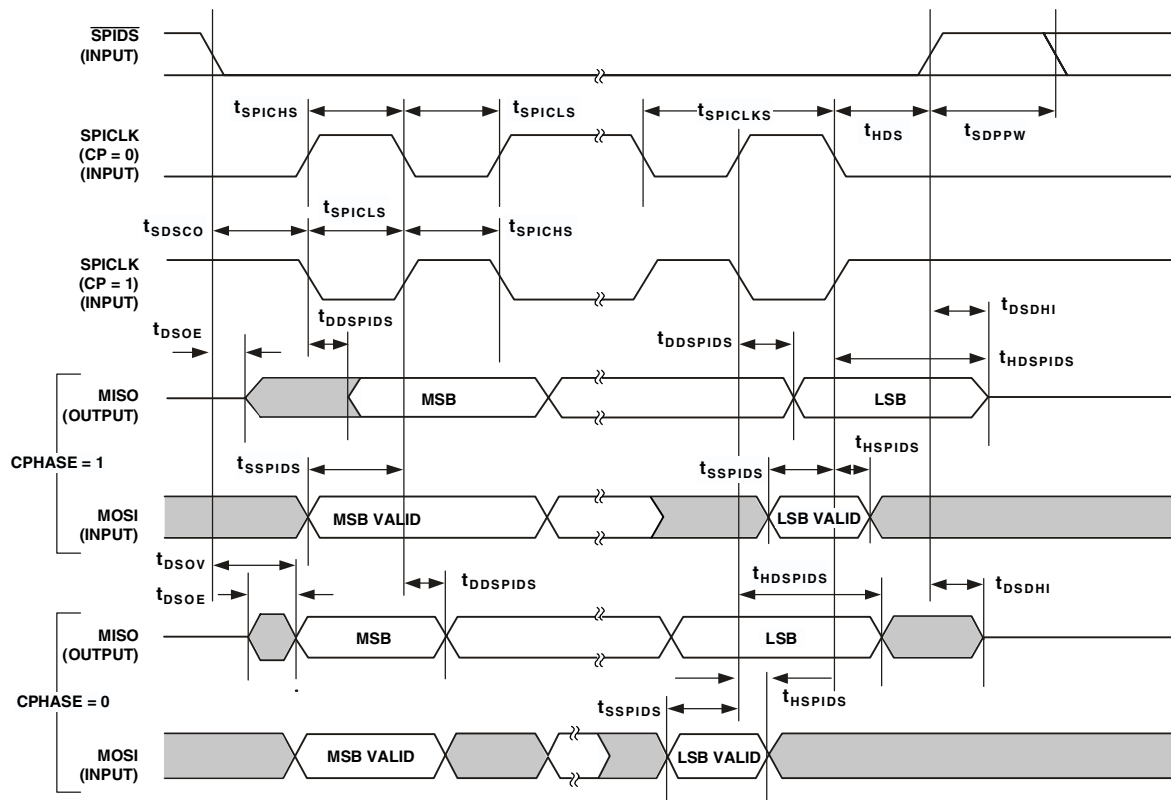 SPIDS
(INPUT)
tSPICHS
tSPICLS
tSPICLKS
tHDS
tSDPPW
SPICLK
(CP = 0)
(INPUT)
tSPICLS
tSDSCO
tSPICHS
SPICLK
(CP = 1)
(INPUT)
tDSOE
tDDSPIDS
tDDSPIDS
tDSDHI
tHDSPIDS
MISO
(OUTPUT)
MSB
LSB
CPHASE = 1
tSSPIDS
tSSPIDS
tHSPIDS
MOSI
(INPUT)
MSB VALID
LSB VALID
tDSOV
tDSOE
tDDSPIDS
tHDSPIDS
tDSDHI
MISO
(OUTPUT)
MSB
LSB
CPHASE = 0
tSSPIDS
tHSPIDS
MOSI
(INPUT)
MSB VALID
LSB VALID